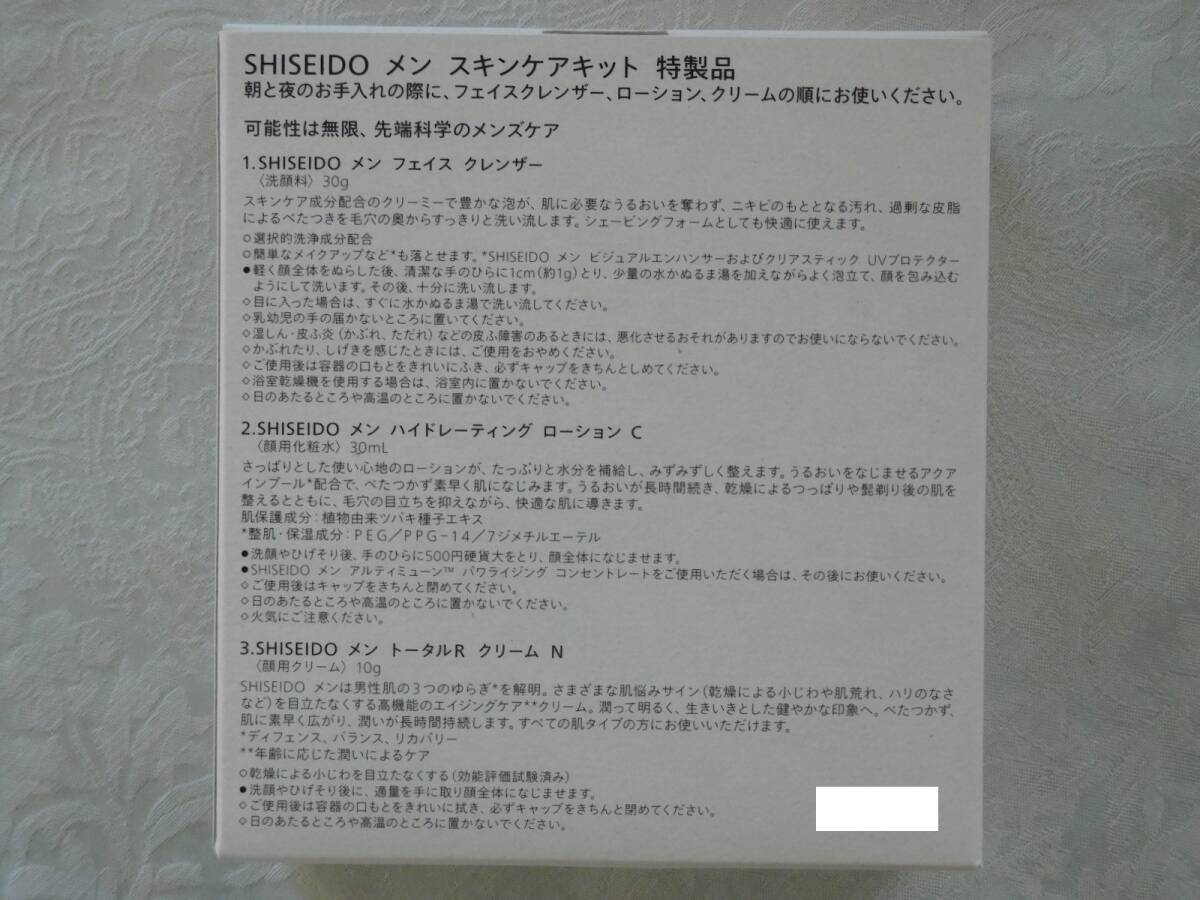 SHISEIDO メン スキンケアキット 特製品
朝と夜のお手入れの際に、フェイスクレンザー、ローション、クリームの順にお使いください。
可能性は無限、先端科学のメンズケア
1.SHISEIDO メン フェイス クレンザー
〈洗顔料〉30g
スキンケア成分配合のクリーミーで豊かな泡が、肌に必要なうるおいを奪わず、ニキビのもととなる汚れ、過剰な皮脂
によるべたつきを毛穴の奥からすっきりと洗い流します。シェービングフォームとしても快適に使えます。
○選択的洗浄成分配合
○簡単なメイクアップなど*も落とせます。*SHISEIDO メン ビジュアルエンハンサーおよびクリアスティック UVプロテクター
●軽く顔全体をぬらした後、清潔な手のひらに1cm(約1g)とり、少量の水かぬるま湯を加えながらよく泡立て、顔を包み込む
ようにして洗います。その後、十分に洗い流します。
◇目に入った場合は、すぐに水かぬるま湯で洗い流してください。
◇乳幼児の手の届かないところに置いてください。
◇湿しん・皮ふ炎(かぶれ、ただれ)などの皮ふ障害のあるときには、悪化させるおそれがありますのでお使いにならないでください。
◇かぶれたり、しげきを感じたときには、ご使用をおやめください。
◇ご使用後は容器の口もとをきれいにふき、必ずキャップをきちんとしめてください。
◇浴室乾燥機を使用する場合は、浴室内に置かないでください。
◇日のあたるところや高温のところに置かないでください。
2.SHISEIDO メン ハイドレーティング ローション C
〈顔用化粧水〉30mL
さっぱりとした使い心地のローションが、たっぷりと水分を補給し、みずみずしく整えます。うるおいをなじませるアクア
インプール*配合で、べたつかず素早く肌になじみます。うるおいが長時間続き、乾燥によるつっぱりや髭剃り後の肌を
整えるとともに、毛穴の目立ちを抑えながら、快適な肌に導きます。
肌保護成分:植物由来ツバキ種子エキス
*整肌・保湿成分:PEG/PPG-14/7ジメチルエーテル
●洗顔やひげそり後、手のひらに500円硬貨大をとり、顔全体になじませます。
●SHISEIDO メン アルティミューン™ パワライジング コンセントレートをご使用いただく場合は、その後にお使いください。
◇ご使用後はキャップをきちんと閉めてください。
◇日のあたるところや高温のところに置かないでください。
◇火気にご注意ください。
3.SHISEIDO メン トータルR クリーム N
〈顔用クリーム〉10g
SHISEIDO メンは男性肌の3つのゆらぎ*を解明。さまざまな肌悩みサイン(乾燥による小じわや肌荒れ、ハリのなさ
など)を目立たなくする高機能のエイジングケア**クリーム。潤って明るく、生きいきとした健やかな印象へ。べたつかず、
肌に素早く広がり、潤いが長時間持続します。すべての肌タイプの方にお使いいただけます。
*ディフェンス、バランス、リカバリー
**年齢に応じた潤いによるケア
○乾燥による小じわを目立たなくする(効能評価試験済み)
●洗顔やひげそり後に、適量を手に取り顔全体になじませます。
◇ご使用後は容器の口もとをきれいに拭き、必ずキャップをきちんと閉めてください。
◇日のあたるところや高温のところに置かないでください。